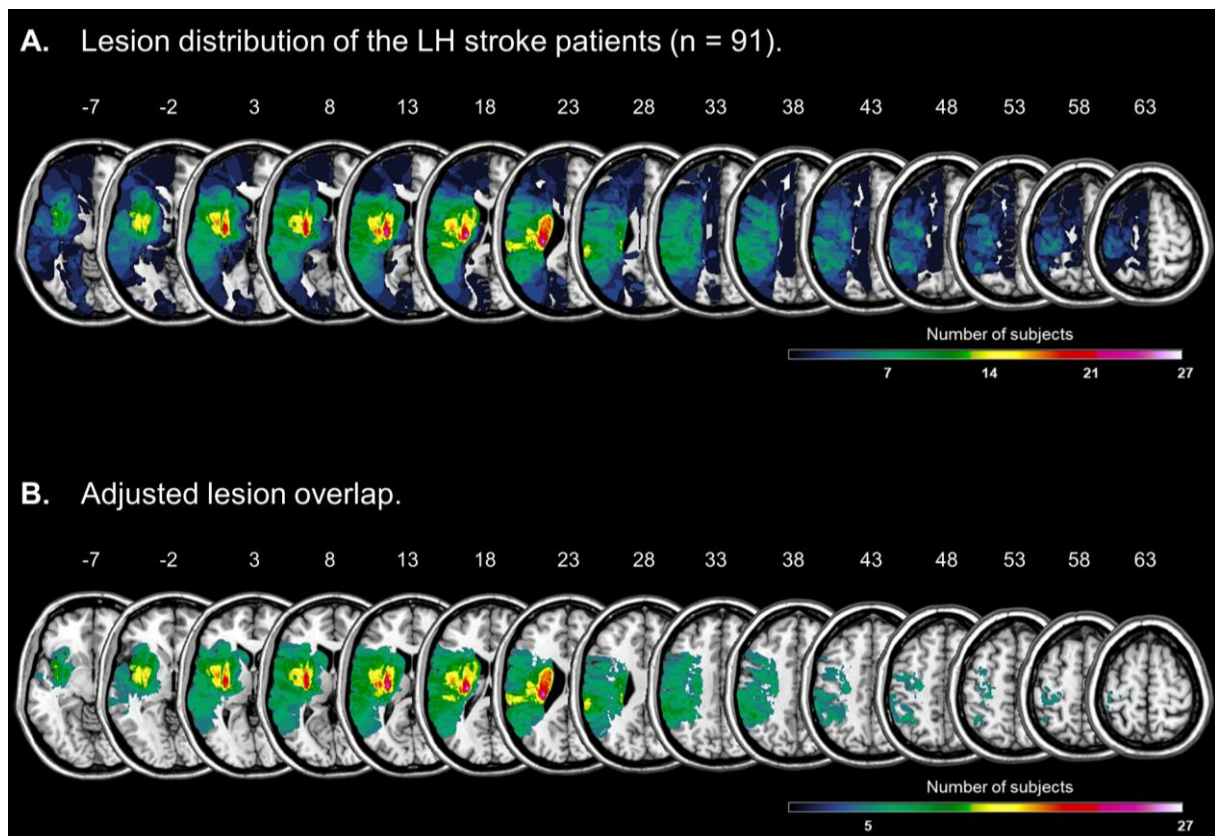 A. Lesion distribution of the LH stroke patients (n = 91).
-7 -2 3 8 13 18 23 28 33 38 43 48 53 58 63
Number of subjects
7 14 21 27
B. Adjusted lesion overlap.
-7 -2 3 8 13 18 23 28 33 38 43 48 53 58 63
Number of subjects
5 27